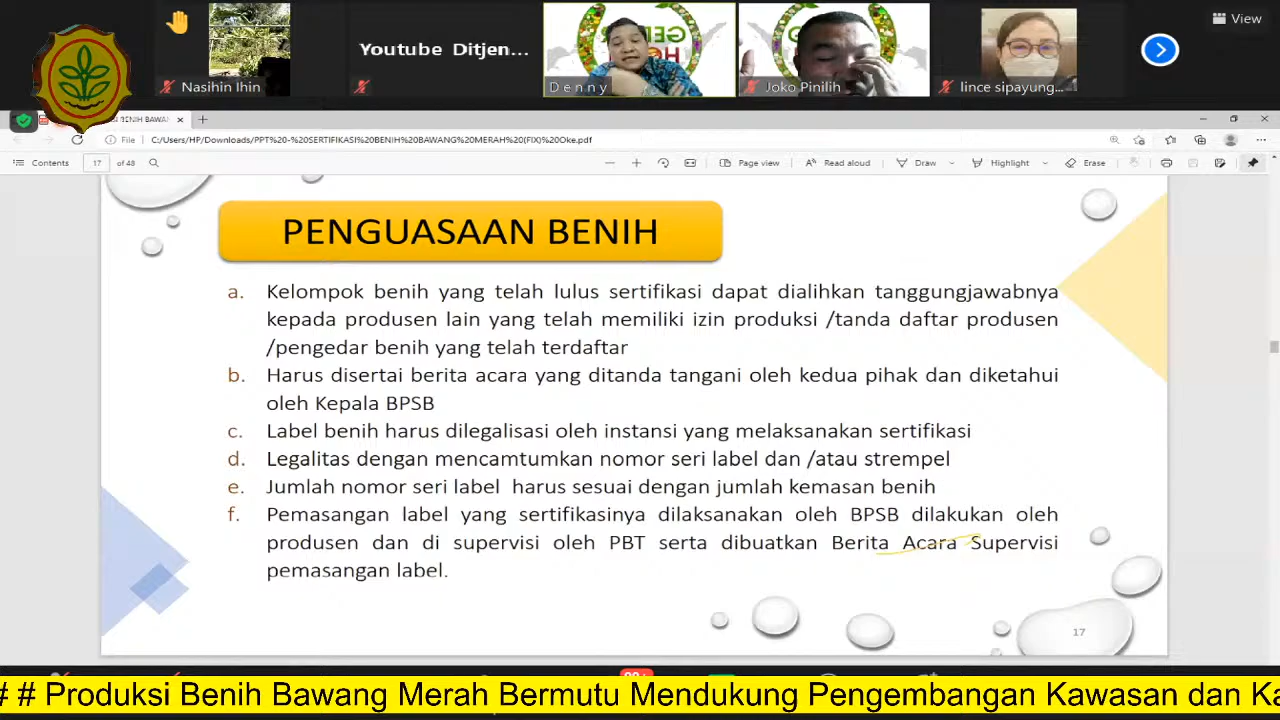 View
Youtube Ditjen...
Nasihin Ihin
Denny
Joko Pinilih
lince sipayung...
SI BENIH BAWAN
File C:/Users/HP/Downloads/PPT%20-%20SERTIFIKASI%20BENIH%20BAWANG%20MERAH%20(FIX)%20Oke.pdf
Contents 17 of 48 Page view Read aloud Draw Highlight Erase
PENGUASAAN BENIH
a. Kelompok benih yang telah lulus sertifikasi dapat dialihkan tanggungjawabnya
kepada produsen lain yang telah memiliki izin produksi /tanda daftar produsen
/pengedar benih yang telah terdaftar
b. Harus disertai berita acara yang ditanda tangani oleh kedua pihak dan diketahui
oleh Kepala BPSB
c. Label benih harus dilegalisasi oleh instansi yang melaksanakan sertifikasi
d. Legalitas dengan mencamtumkan nomor seri label dan /atau strempel
e. Jumlah nomor seri label harus sesuai dengan jumlah kemasan benih
f. Pemasangan label yang sertifikasinya dilaksanakan oleh BPSB dilakukan oleh
produsen dan di supervisi oleh PBT serta dibuatkan Berita Acara Supervisi
pemasangan label.
17
# # Produksi Benih Bawang Merah Bermutu Mendukung Pengembangan Kawasan dan Ka